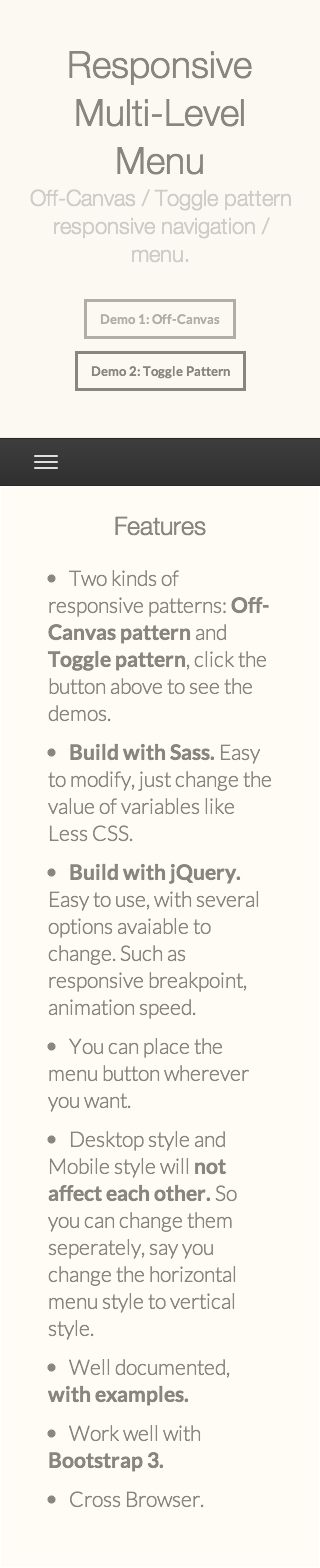 Responsive
Multi-Level
Menu
Off-Canvas / Toggle pattern
responsive navigation /
menu.
Demo 1: Off-Canvas
Demo 2: Toggle Pattern
Features
• Two kinds of
responsive patterns: Off-
Canvas pattern and
Toggle pattern, click the
button above to see the
demos.
• Build with Sass. Easy
to modify, just change the
value of variables like
Less CSS.
• Build with jQuery.
Easy to use, with several
options avaiable to
change. Such as
responsive breakpoint,
animation speed.
• You can place the
menu button wherever
you want.
• Desktop style and
Mobile style will not
affect each other. So
you can change them
seperately, say you
change the horizontal
menu style to vertical
style.
• Well documented,
with examples.
• Work well with
Bootstrap 3.
• Cross Browser.